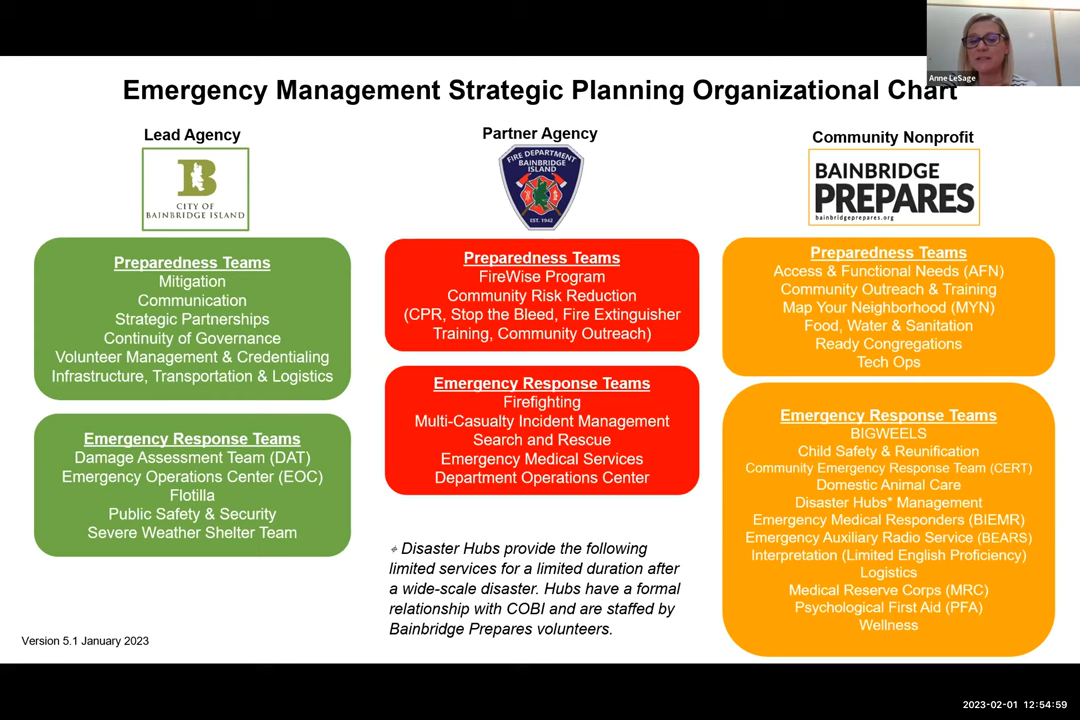 Anne LeSage
Emergency Management Strategic Planning Organizational Chart
Lead Agency
B
CITY OF
BAINBRIDGE ISLAND
Preparedness Teams
Mitigation
Communication
Strategic Partnerships
Continuity of Governance
Volunteer Management & Credentialing
Infrastructure, Transportation & Logistics
Emergency Response Teams
Damage Assessment Team (DAT)
Emergency Operations Center (EOC)
Flotilla
Public Safety & Security
Severe Weather Shelter Team
Version 5.1 January 2023
Partner Agency
FIRE DEPARTMENT
BAINBRIDGE
ISLAND
EST. 1942
Preparedness Teams
FireWise Program
Community Risk Reduction
(CPR, Stop the Bleed, Fire Extinguisher
Training, Community Outreach)
Emergency Response Teams
Firefighting
Multi-Casualty Incident Management
Search and Rescue
Emergency Medical Services
Department Operations Center
Disaster Hubs provide the following
limited services for a limited duration after
a wide-scale disaster. Hubs have a formal
relationship with COBI and are staffed by
Bainbridge Prepares volunteers.
Community Nonprofit
BAINBRIDGE
PREPARES
bainbridgeprepares.org
Preparedness Teams
Access & Functional Needs (AFN)
Community Outreach & Training
Map Your Neighborhood (MYN)
Food, Water & Sanitation
Ready Congregations
Tech Ops
Emergency Response Teams
BIGWEELS
Child Safety & Reunification
Community Emergency Response Team (CERT)
Domestic Animal Care
Disaster Hubs* Management
Emergency Medical Responders (BIEMR)
Emergency Auxiliary Radio Service (BEARS)
Interpretation (Limited English Proficiency)
Logistics
Medical Reserve Corps (MRC)
Psychological First Aid (PFA)
Wellness
2023-02-01 12:54:59